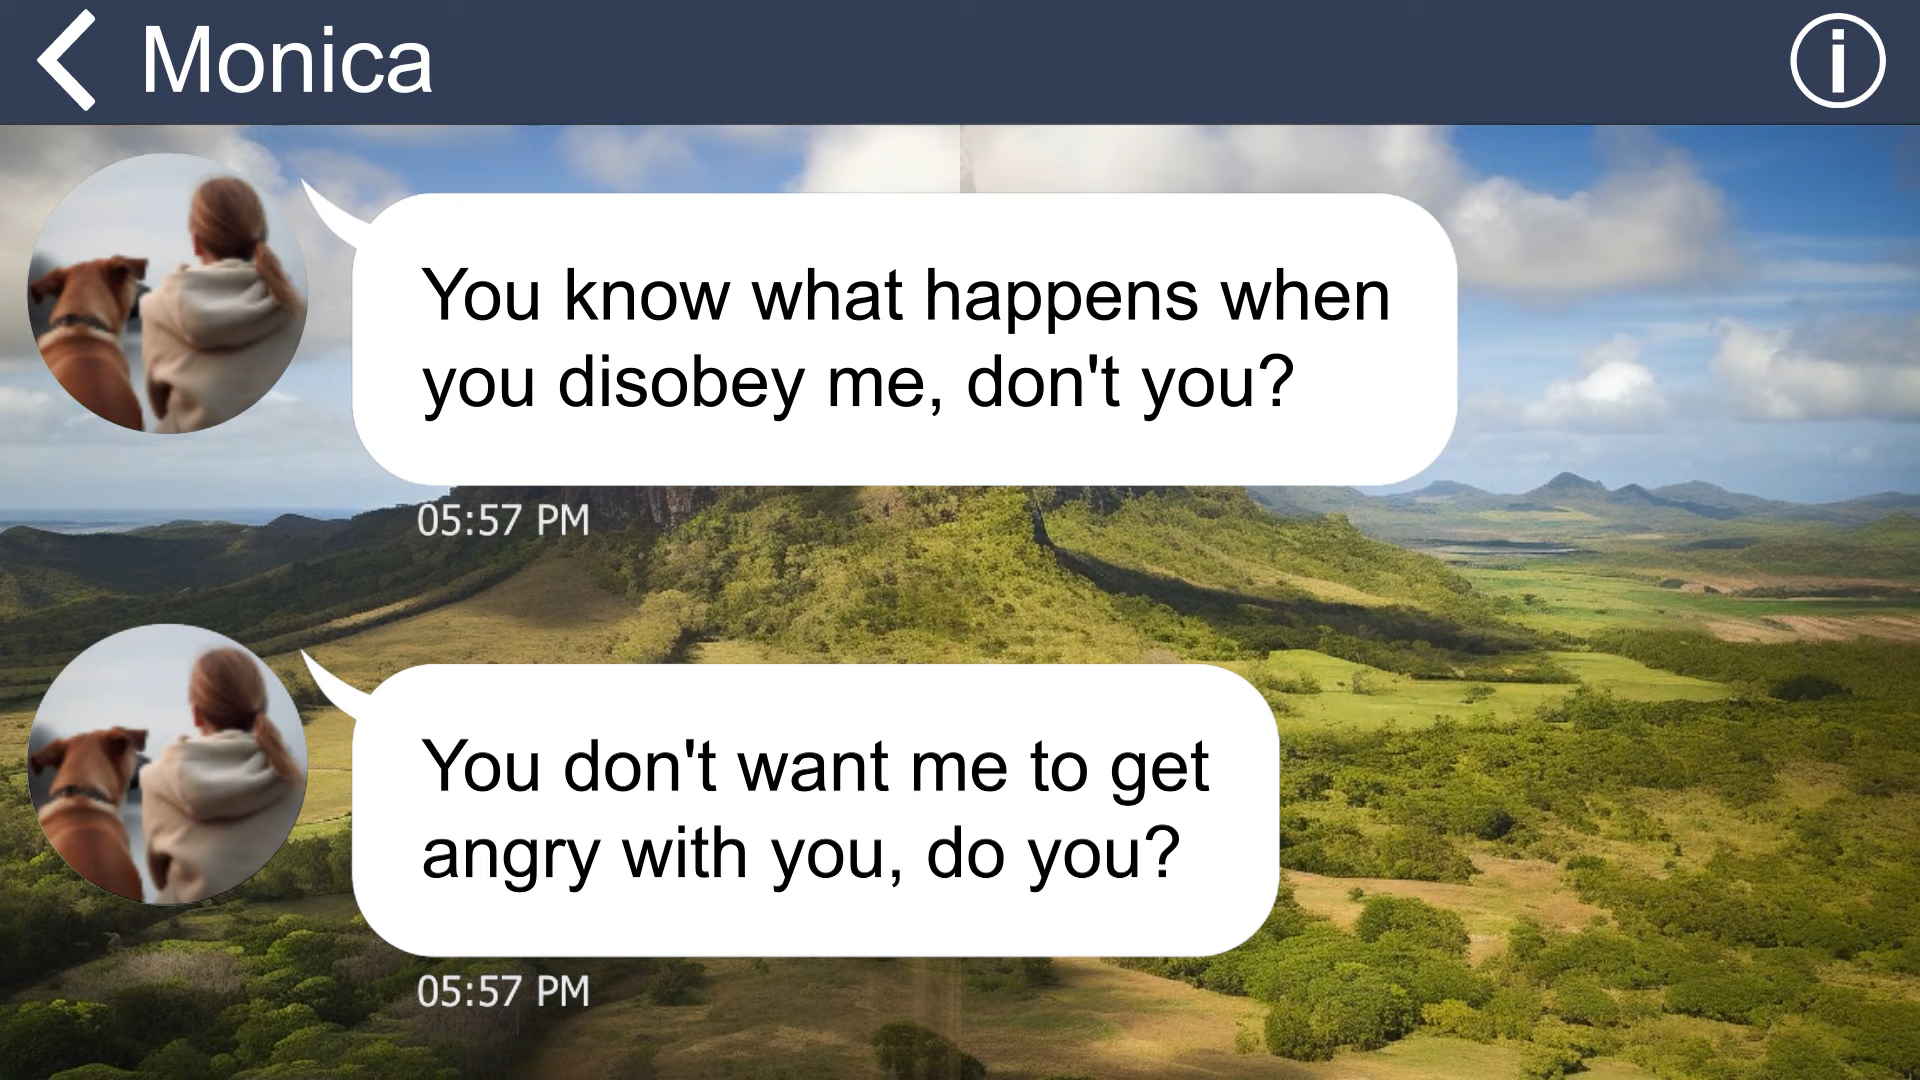 Monica
You know what happens when
you disobey me, don't you?
05:57 PM
You don't want me to get
angry with you, do you?
05:57 PM